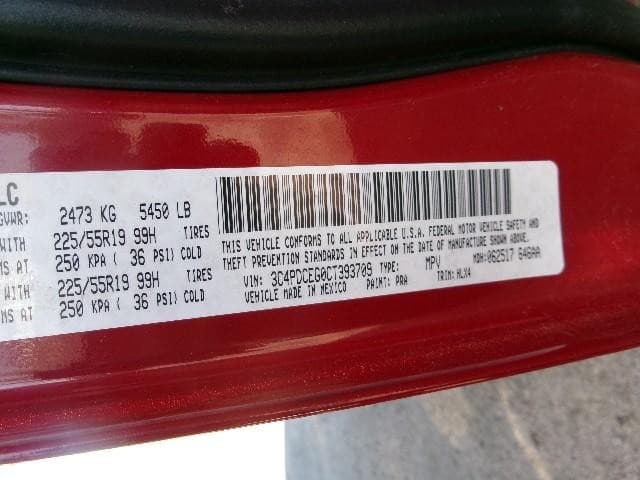 LC
GVWR: 2473 KG 5450 LB
WITH 225/55R19 99H TIRES
MS AT 250 KPA ( 36 PSI) COLD
WITH 225/55R19 99H TIRES
MS AT 250 KPA ( 36 PSI) COLD
THIS VEHICLE CONFORMS TO ALL APPLICABLE U.S.A. FEDERAL MOTOR VEHICLE SAFETY AND
THEFT PREVENTION STANDARDS IN EFFECT ON THE DATE OF MANUFACTURE SHOWN ABOVE.
VIN: 3C4PDCEG0CT393709 TYPE: MPV MDH: 062517 646AA
VEHICLE MADE IN MEXICO PAINT: PRA TRIM: HLX4